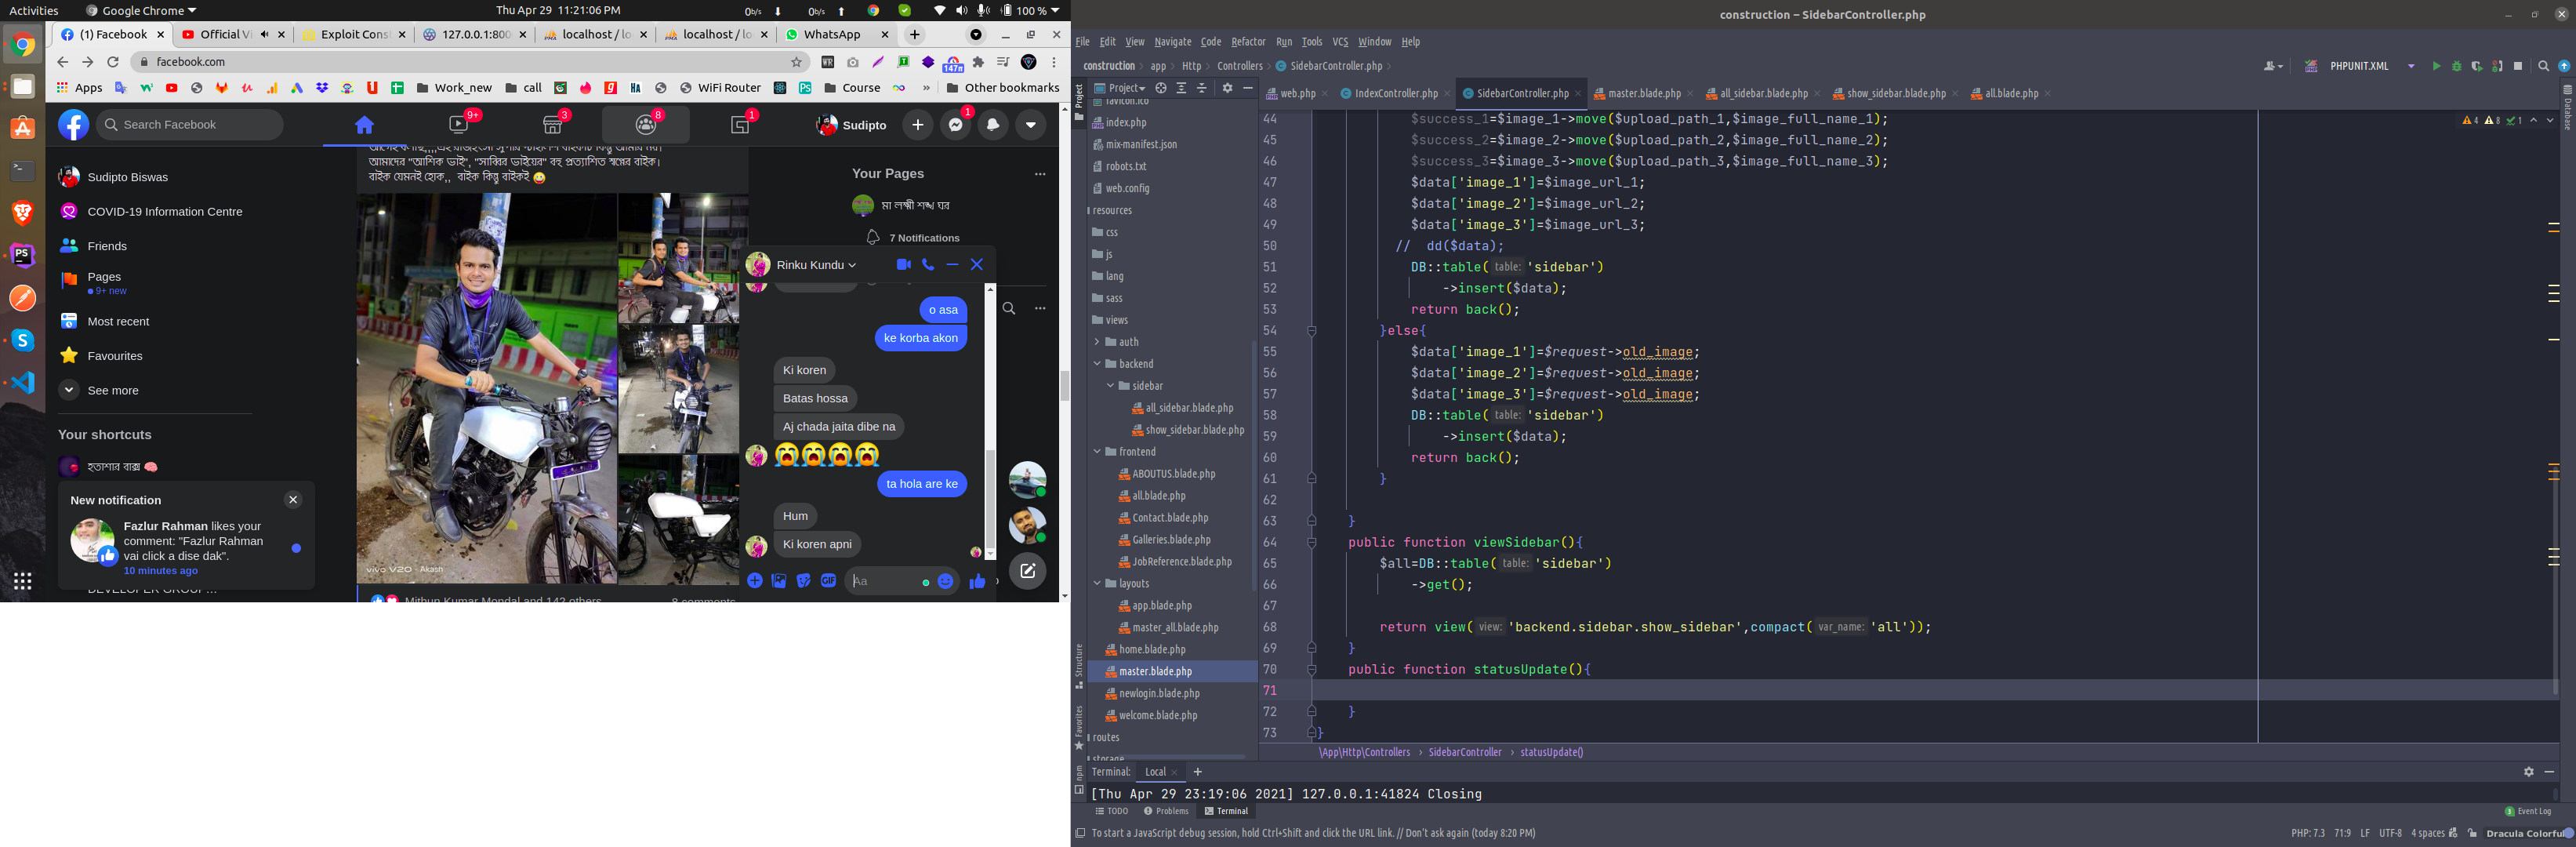 Activities
Google Chrome
Thu Apr 29 11:21:06 PM
0b/s
0b/s
100 %
(1) Facebook
Official Vi
Exploit Cons
127.0.0.1:800
localhost / lo
localhost / lo
WhatsApp
facebook.com
147
Apps
Work_new
call
WiFi Router
Course
Other bookmarks
Search Facebook
9+
3
8
1
Sudipto
1
Sudipto Biswas
COVID-19 Information Centre
Friends
Pages
9+ new
Most recent
Favourites
See more
Your shortcuts
হতাশার বাক্স 🧠
New notification
Fazlur Rahman likes your
comment: "Fazlur Rahman
vai click a dise dak".
10 minutes ago
DEVELOPER GROUP ...
আমাদের "আশিক ভাই", "সাব্বির ভাইয়ের" বহু প্রত্যাশিত স্বপ্নের বাইক।
বাইক যেমনই হোক,, বাইক কিন্তু বাইকই 😄
vivo V20 · Akash
Mithun Kumar Mondal and 142 others
8 comments
Your Pages
মা লক্ষী শঙ্খ ঘর
7 Notifications
Rinku Kundu
o asa
ke korba akon
Ki koren
Batas hossa
Aj chada jaita dibe na
😭😭😭😭
ta hola are ke
Hum
Ki koren apni
GIF
Aa
construction – SidebarController.php
File Edit View Navigate Code Refactor Run Tools VCS Window Help
construction > app > Http > Controllers > SidebarController.php >
PHPUNIT.XML
Project
web.php
IndexController.php
SidebarController.php
master.blade.php
all_sidebar.blade.php
show_sidebar.blade.php
all.blade.php
favicon.ico
index.php
mix-manifest.json
robots.txt
web.config
resources
css
js
lang
sass
views
auth
backend
sidebar
all_sidebar.blade.php
show_sidebar.blade.php
frontend
ABOUTUS.blade.php
all.blade.php
Contact.blade.php
Galleries.blade.php
JobReference.blade.php
layouts
app.blade.php
master_all.blade.php
home.blade.php
master.blade.php
newlogin.blade.php
welcome.blade.php
routes
storage
Project
Structure
Favorites
npm
Database
4 8 1
44 $success_1=$image_1->move($upload_path_1,$image_full_name_1);
45 $success_2=$image_2->move($upload_path_2,$image_full_name_2);
46 $success_3=$image_3->move($upload_path_3,$image_full_name_3);
47 $data['image_1']=$image_url_1;
48 $data['image_2']=$image_url_2;
49 $data['image_3']=$image_url_3;
50 // dd($data);
51 DB::table( table: 'sidebar')
52 ->insert($data);
53 return back();
54 }else{
55 $data['image_1']=$request->old_image;
56 $data['image_2']=$request->old_image;
57 $data['image_3']=$request->old_image;
58 DB::table( table: 'sidebar')
59 ->insert($data);
60 return back();
61 }
62
63 }
64 public function viewSidebar(){
65 $all=DB::table( table: 'sidebar')
66 ->get();
67
68 return view( view: 'backend.sidebar.show_sidebar',compact( var_name: 'all'));
69 }
70 public function statusUpdate(){
71
72 }
73 }
\App\Http\Controllers > SidebarController > statusUpdate()
Terminal: Local × +
[Thu Apr 29 23:19:06 2021] 127.0.0.1:41824 Closing
TODO Problems Terminal
3 Event Log
To start a JavaScript debug session, hold Ctrl+Shift and click the URL link. // Don't ask again (today 8:20 PM)
PHP: 7.3 71:9 LF UTF-8 4 spaces Dracula Colorful